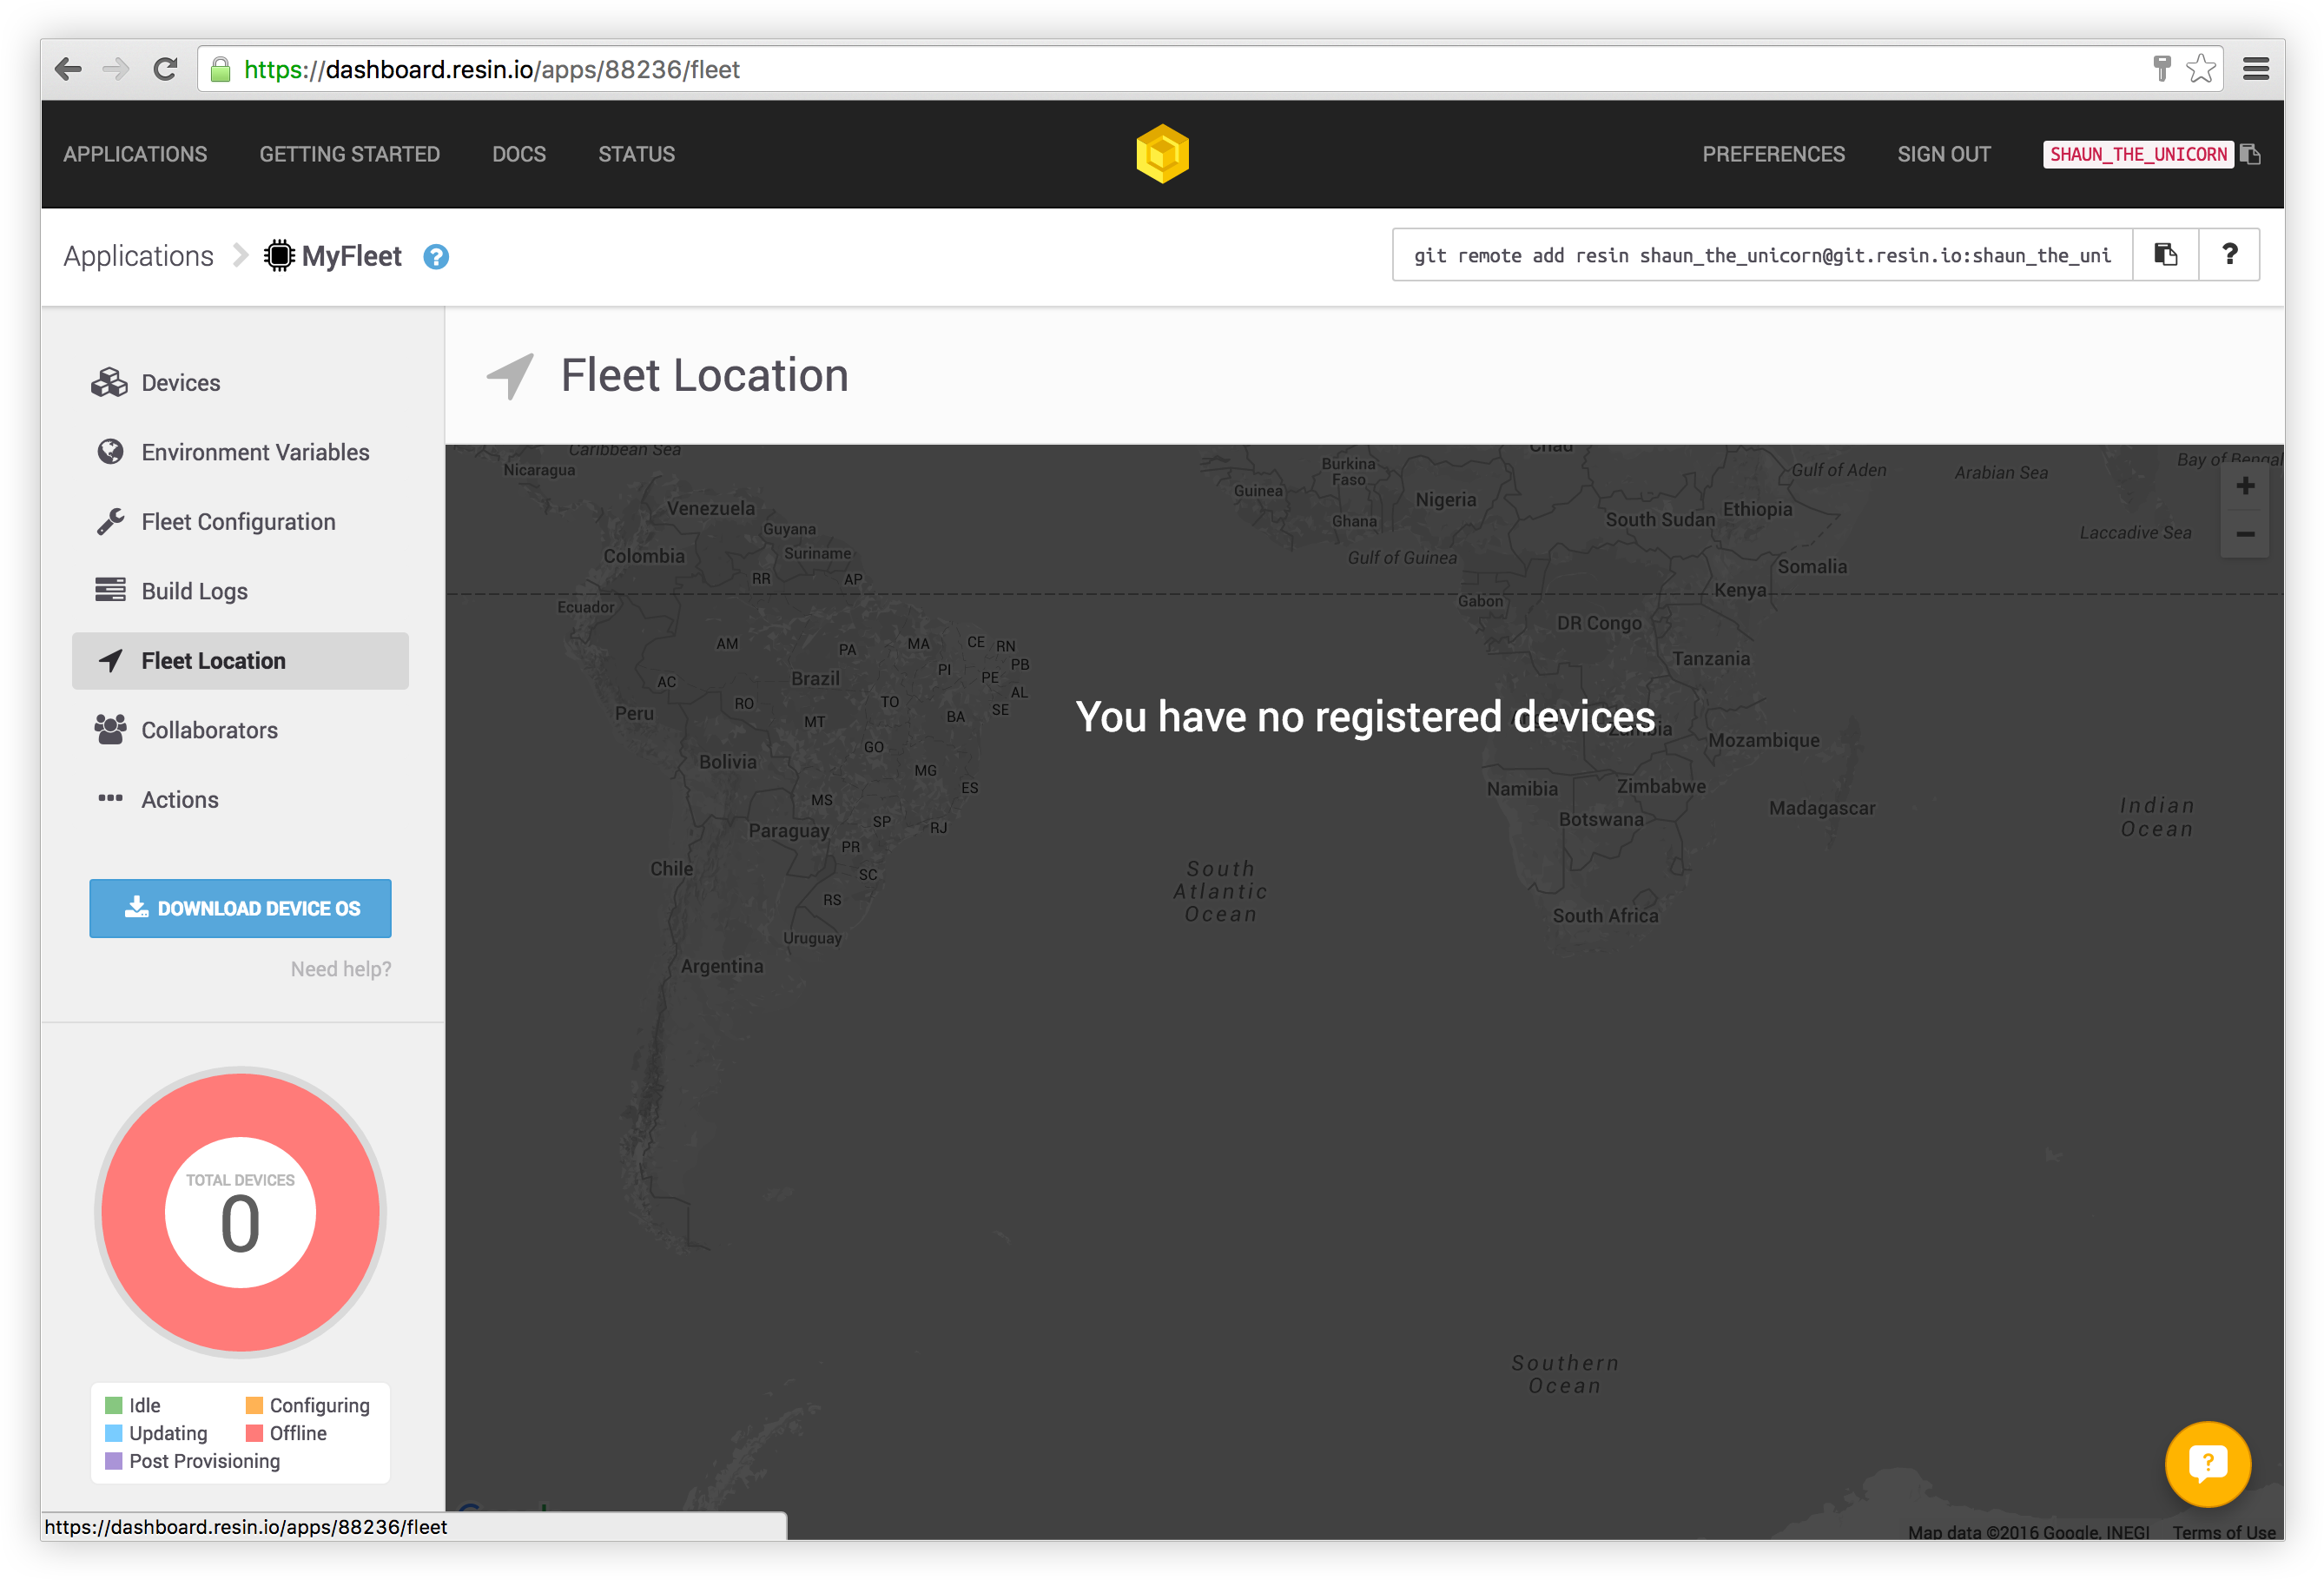 https://dashboard.resin.io/apps/88236/fleet
APPLICATIONS GETTING STARTED DOCS STATUS PREFERENCES SIGN OUT SHAUN_THE_UNICORN
Applications MyFleet ? git remote add resin shaun_the_unicorn@git.resin.io:shaun_the_uni ?
Devices
Environment Variables
Fleet Configuration
Build Logs
Fleet Location
Collaborators
Actions
DOWNLOAD DEVICE OS
Need help?
TOTAL DEVICES
0
Idle Configuring
Updating Offline
Post Provisioning
https://dashboard.resin.io/apps/88236/fleet
Fleet Location
Caribbean Sea
Nicaragua
Venezuela
Guyana
Suriname
Colombia
RR
AP
Ecuador
AM
PA
MA
CE
RN
PB
PI
PE
AL
AC
Brazil
RO
TO
SE
Peru
MT
BA
GO
Bolivia
MG
ES
MS
SP
RJ
Paraguay
PR
Chile
SC
RS
Uruguay
Argentina
Chad
Burkina
Faso
Guinea
Nigeria
Ghana
South Sudan
Ethiopia
Gulf of Aden
Arabian Sea
Bay of Bengal
Laccadive Sea
Gulf of Guinea
Somalia
Kenya
Gabon
DR Congo
Tanzania
You have no registered devices
Zambia
Mozambique
Namibia
Zimbabwe
Botswana
Madagascar
Indian
Ocean
South
Atlantic
Ocean
South Africa
Southern
Ocean
?
Map data ©2016 Google, INEGI Terms of Use